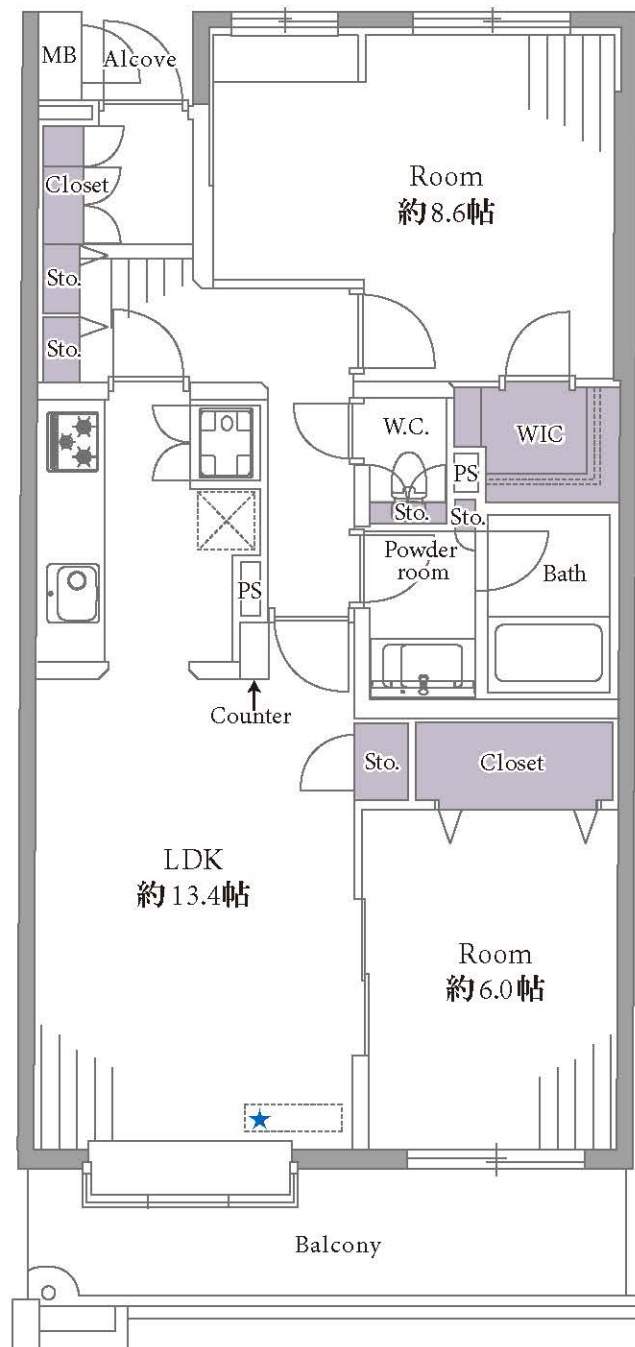 MB
Alcove
Closet
Room
約8.6帖
Sto.
Sto.
W.C.
WIC
PS
Sto.
Sto.
Powder
room
Bath
PS
Counter
Sto.
Closet
LDK
約13.4帖
Room
約6.0帖
Balcony